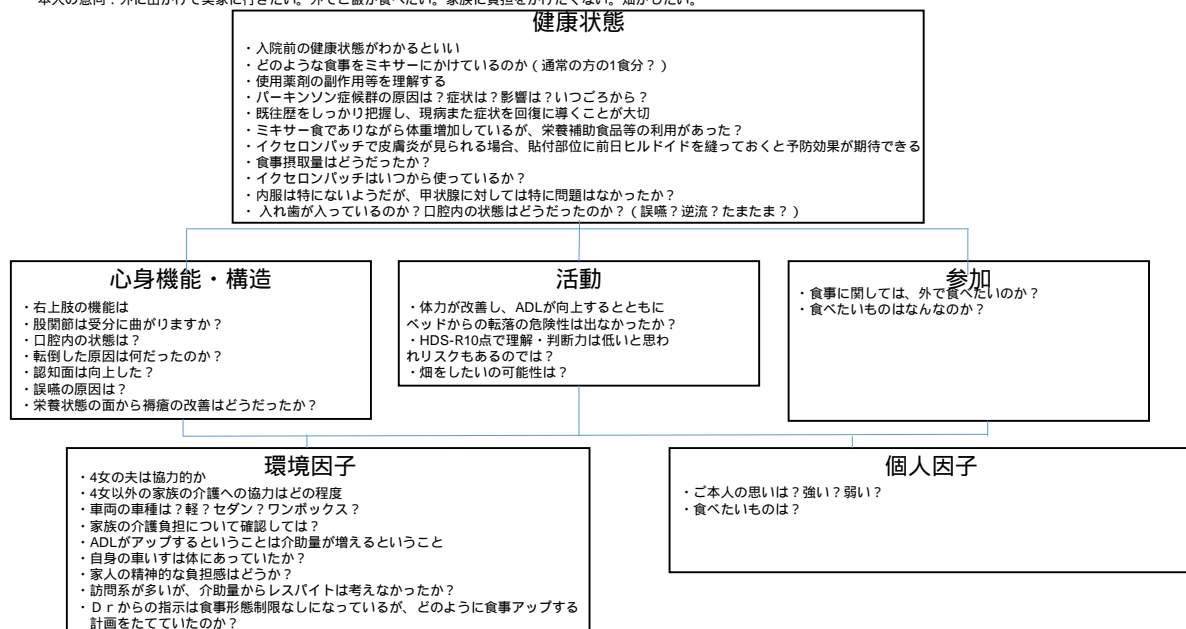 本人の意向：外に出かけて実家に行きたい。外でご飯が食べたい。家族に負担をかけたくない。畑がしたい。
健康状態
・入院前の健康状態がわかるといい
・どのような食事をミキサーにかけているのか（通常の方の1食分？）
・使用薬剤の副作用等を理解する
・パーキンソン症候群の原因は？症状は？影響は？いつごろから？
・既往歴をしっかり把握し、現病また症状を回復に導くことが大切
・ミキサー食でありながら体重増加しているが、栄養補助食品等の利用があった？
・イクセロンパッチで皮膚炎が見られる場合、貼付部位に前日ヒルドイドを縫っておくと予防効果が期待できる
・食事摂取量はどうだったか？
・イクセロンパッチはいつから使っているか？
・内服は特にないようだが、甲状腺に対しては特に問題はなかったか？
・ 入れ歯が入っているのか？口腔内の状態はどうだったのか？（誤嚥？逆流？たまたま？）
心身機能・構造
・右上肢の機能は
・股関節は受分に曲がりますか？
・口腔内の状態は？
・転倒した原因は何だったのか？
・認知面は向上した？
・誤嚥の原因は？
・栄養状態の面から褥瘡の改善はどうだったか？
活動
・体力が改善し、ADLが向上するとともに
ベッドからの転落の危険性は出なかったか？
・HDS-R10点で理解・判断力は低いと思わ
れリスクもあるのでは？
・畑をしたいの可能性は？
参加
・食事に関しては、外で食べたいのか？
・食べたいものはなんなのか？
環境因子
・4女の夫は協力的か
・4女以外の家族の介護への協力はどの程度
・車両の車種は？軽？セダン？ワンボックス？
・家族の介護負担について確認しては？
・ADLがアップするということは介助量が増えるということ
・自身の車いすは体にあっていたか？
・家人の精神的な負担感はどうか？
・訪問系が多いが、介助量からレスパイトは考えなかったか？
・Ｄｒからの指示は食事形態制限なしになっているが、どのように食事アップする
計画をたてていたのか？
個人因子
・ご本人の思いは？強い？弱い？
・食べたいものは？